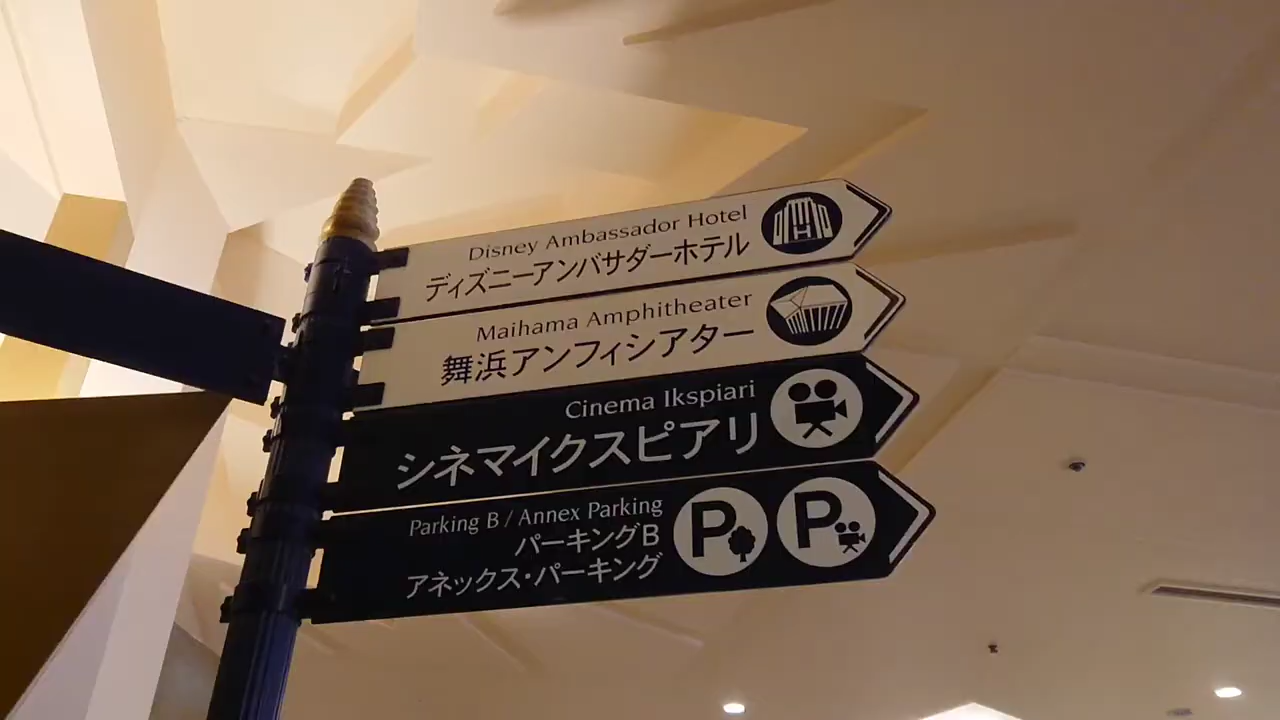 Disney Ambassador Hotel
ディズニーアンバサダーホテル
Maihama Amphitheater
舞浜アンフィシアター
Cinema Ikspiari
シネマイクスピアリ
Parking B / Annex Parking
パーキングB
アネックス・パーキング
P P